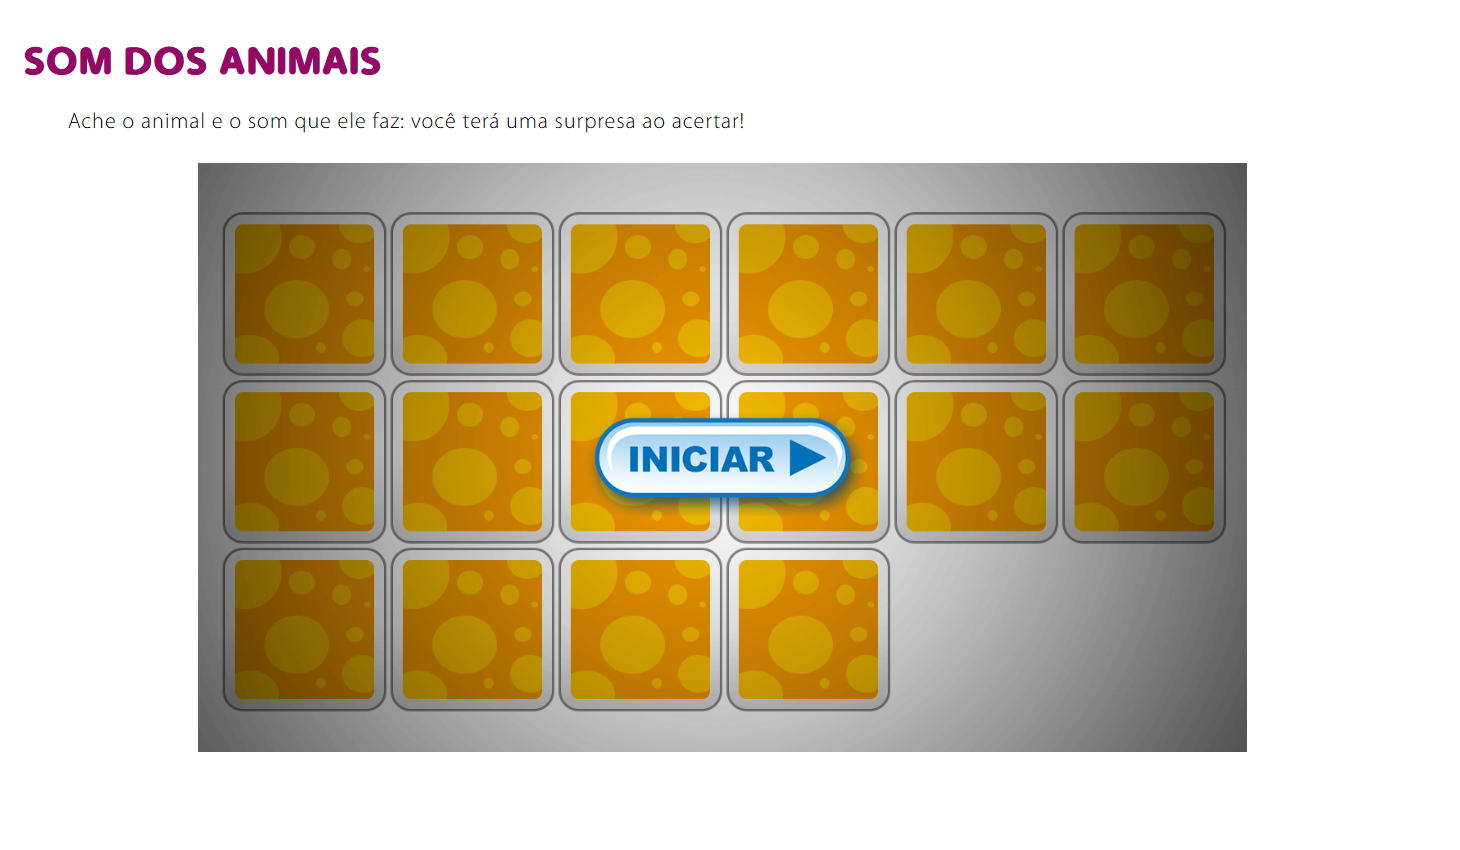 SOM DOS ANIMAIS
Ache o animal e o som que ele faz: você terá uma surpresa ao acertar!
INICIAR